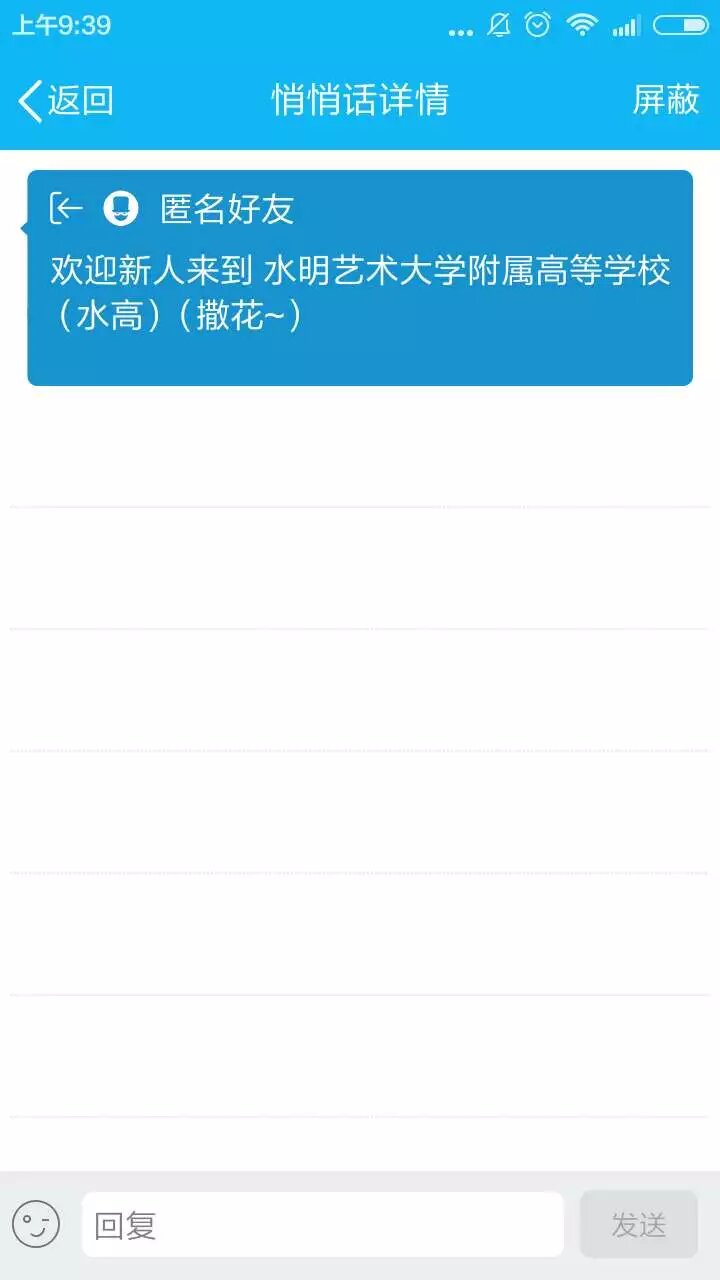 上午9:39
返回 悄悄话详情 屏蔽
匿名好友
欢迎新人来到 水明艺术大学附属高等学校
（水高）（撒花~）
回复 发送